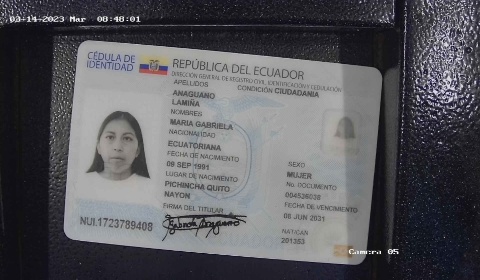 03-14-2023 Mar 08:48:01
CÉDULA DE IDENTIDAD
REPÚBLICA DEL ECUADOR
DIRECCIÓN GENERAL DE REGISTRO CIVIL, IDENTIFICACIÓN Y CEDULACIÓN
APELLIDOS
CONDICIÓN CIUDADANIA
ANAGUANO
LAMIÑA
NOMBRES
MARIA GABRIELA
NACIONALIDAD
ECUATORIANA
FECHA DE NACIMIENTO
09 SEP 1991
LUGAR DE NACIMIENTO
PICHINCHA QUITO
NAYON
FIRMA DEL TITULAR
SEXO
MUJER
No. DOCUMENTO
004526038
FECHA DE VENCIMIENTO
08 JUN 2031
NAT/CAN
201353
NUI.1723789408
Camera 05